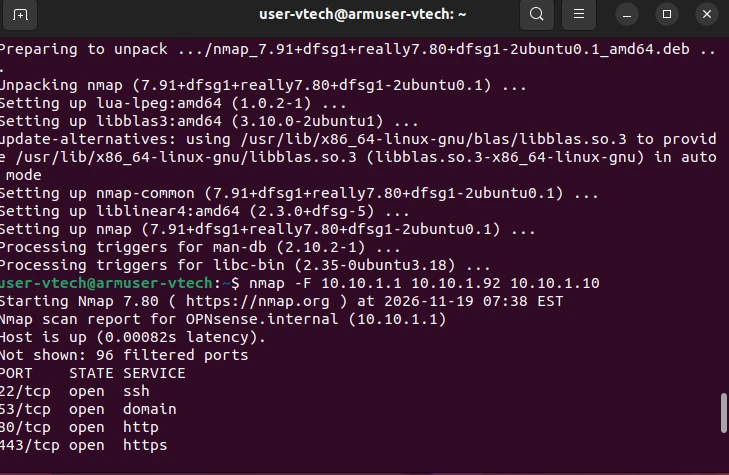 user-vtech@armuser-vtech: ~
Preparing to unpack .../nmap_7.91+dfsg1+really7.80+dfsg1-2ubuntu0.1_amd64.deb ..
.
Unpacking nmap (7.91+dfsg1+really7.80+dfsg1-2ubuntu0.1) ...
Setting up lua-lpeg:amd64 (1.0.2-1) ...
Setting up libblas3:amd64 (3.10.0-2ubuntu1) ...
update-alternatives: using /usr/lib/x86_64-linux-gnu/blas/libblas.so.3 to provid
e /usr/lib/x86_64-linux-gnu/libblas.so.3 (libblas.so.3-x86_64-linux-gnu) in auto
 mode
Setting up nmap-common (7.91+dfsg1+really7.80+dfsg1-2ubuntu0.1) ...
Setting up liblinear4:amd64 (2.3.0+dfsg-5) ...
Setting up nmap (7.91+dfsg1+really7.80+dfsg1-2ubuntu0.1) ...
Processing triggers for man-db (2.10.2-1) ...
Processing triggers for libc-bin (2.35-0ubuntu3.18) ...
user-vtech@armuser-vtech:~$ nmap -F 10.10.1.1 10.10.1.92 10.10.1.10
Starting Nmap 7.80 ( https://nmap.org ) at 2026-11-19 07:38 EST
Nmap scan report for OPNsense.internal (10.10.1.1)
Host is up (0.00082s latency).
Not shown: 96 filtered ports
PORT    STATE SERVICE
22/tcp  open  ssh
53/tcp  open  domain
80/tcp  open  http
443/tcp open  https